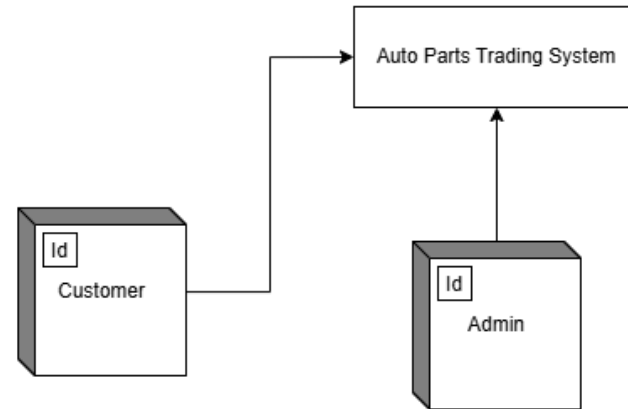 Auto Parts Trading System
Id
Customer
Id
Admin